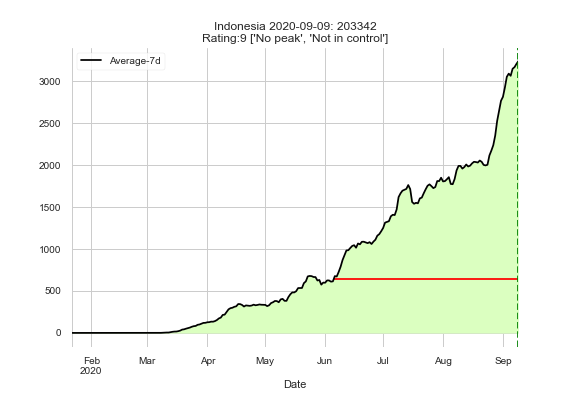 Indonesia 2020-09-09: 203342
Rating:9 ['No peak', 'Not in control']
Average-7d
3000
2500
2000
1500
1000
500
0
Feb Mar Apr May Jun Jul Aug Sep
2020
Date